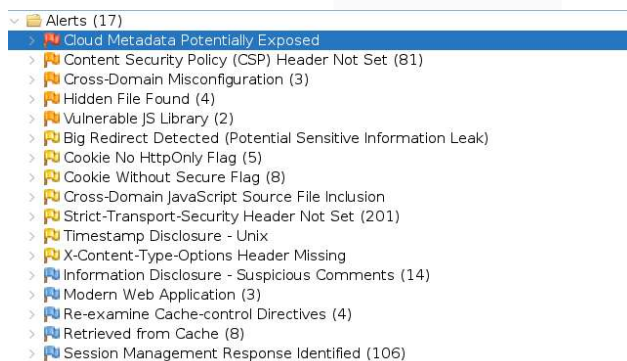 Alerts (17)
Cloud Metadata Potentially Exposed
Content Security Policy (CSP) Header Not Set (81)
Cross-Domain Misconfiguration (3)
Hidden File Found (4)
Vulnerable JS Library (2)
Big Redirect Detected (Potential Sensitive Information Leak)
Cookie No HttpOnly Flag (5)
Cookie Without Secure Flag (8)
Cross-Domain JavaScript Source File Inclusion
Strict-Transport-Security Header Not Set (201)
Timestamp Disclosure - Unix
X-Content-Type-Options Header Missing
Information Disclosure - Suspicious Comments (14)
Modern Web Application (3)
Re-examine Cache-control Directives (4)
Retrieved from Cache (8)
Session Management Response Identified (106)